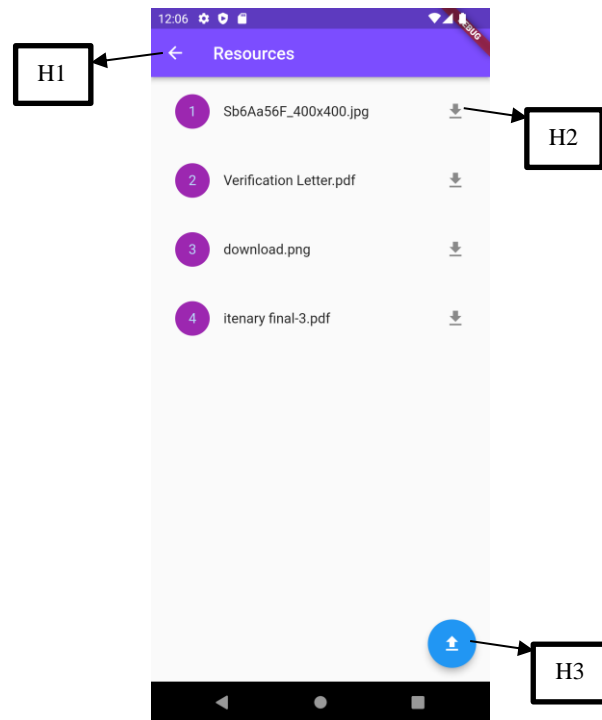 12:06
DEBUG
H1
Resources
1 Sb6Aa56F_400x400.jpg
H2
2 Verification Letter.pdf
3 download.png
4 itenary final-3.pdf
H3